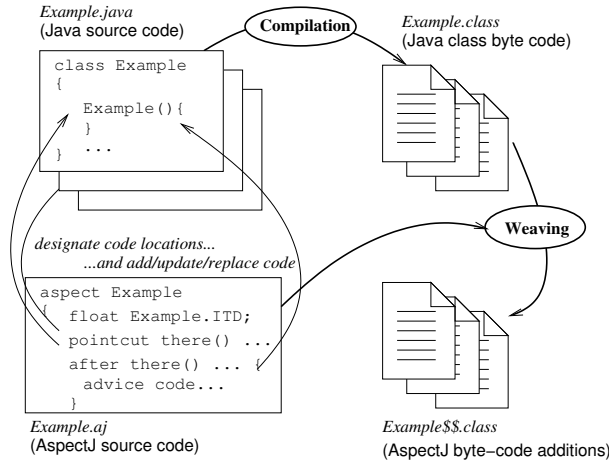 Example.java
(Java source code)
Compilation
Example.class
(Java class byte code)
class Example
{
Example(){
}
...
}
designate code locations...
...and add/update/replace code
Weaving
aspect Example
{ float Example.ITD;
pointcut there() ...
after there() ... {
advice code...
}
Example.aj
(AspectJ source code)
Example$$.class
(AspectJ byte−code additions)